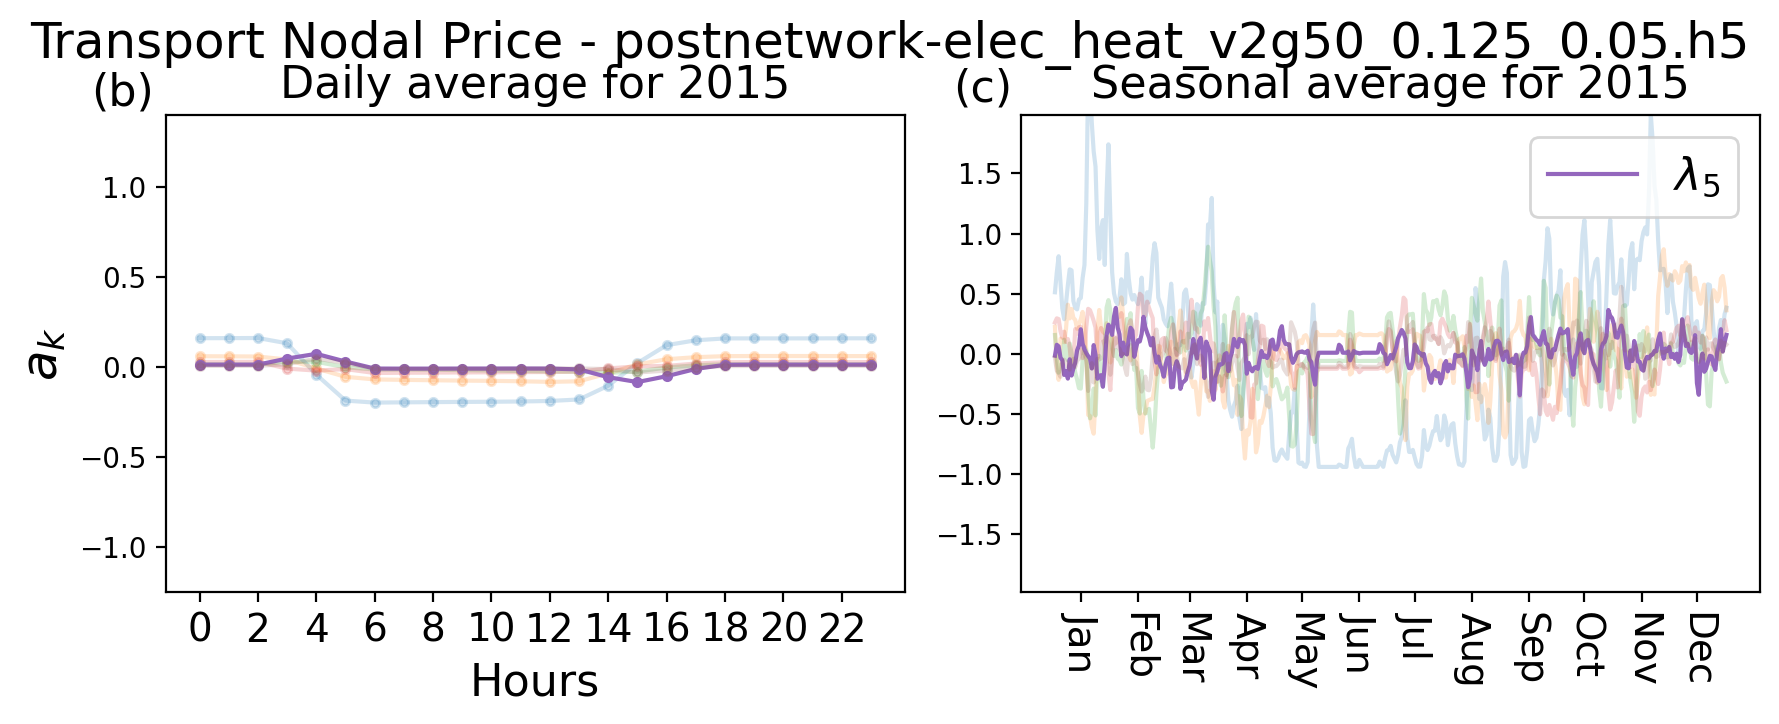 Transport Nodal Price - postnetwork-elec_heat_v2g50_0.125_0.05.h5
(b) Daily average for 2015
1.0
0.5
0.0
−0.5
−1.0
a_k
0 2 4 6 8 10 12 14 16 18 20 22
Hours
(c) Seasonal average for 2015
1.5
1.0
0.5
0.0
−0.5
−1.0
−1.5
λ_5
Jan Feb Mar Apr May Jun Jul Aug Sep Oct Nov Dec